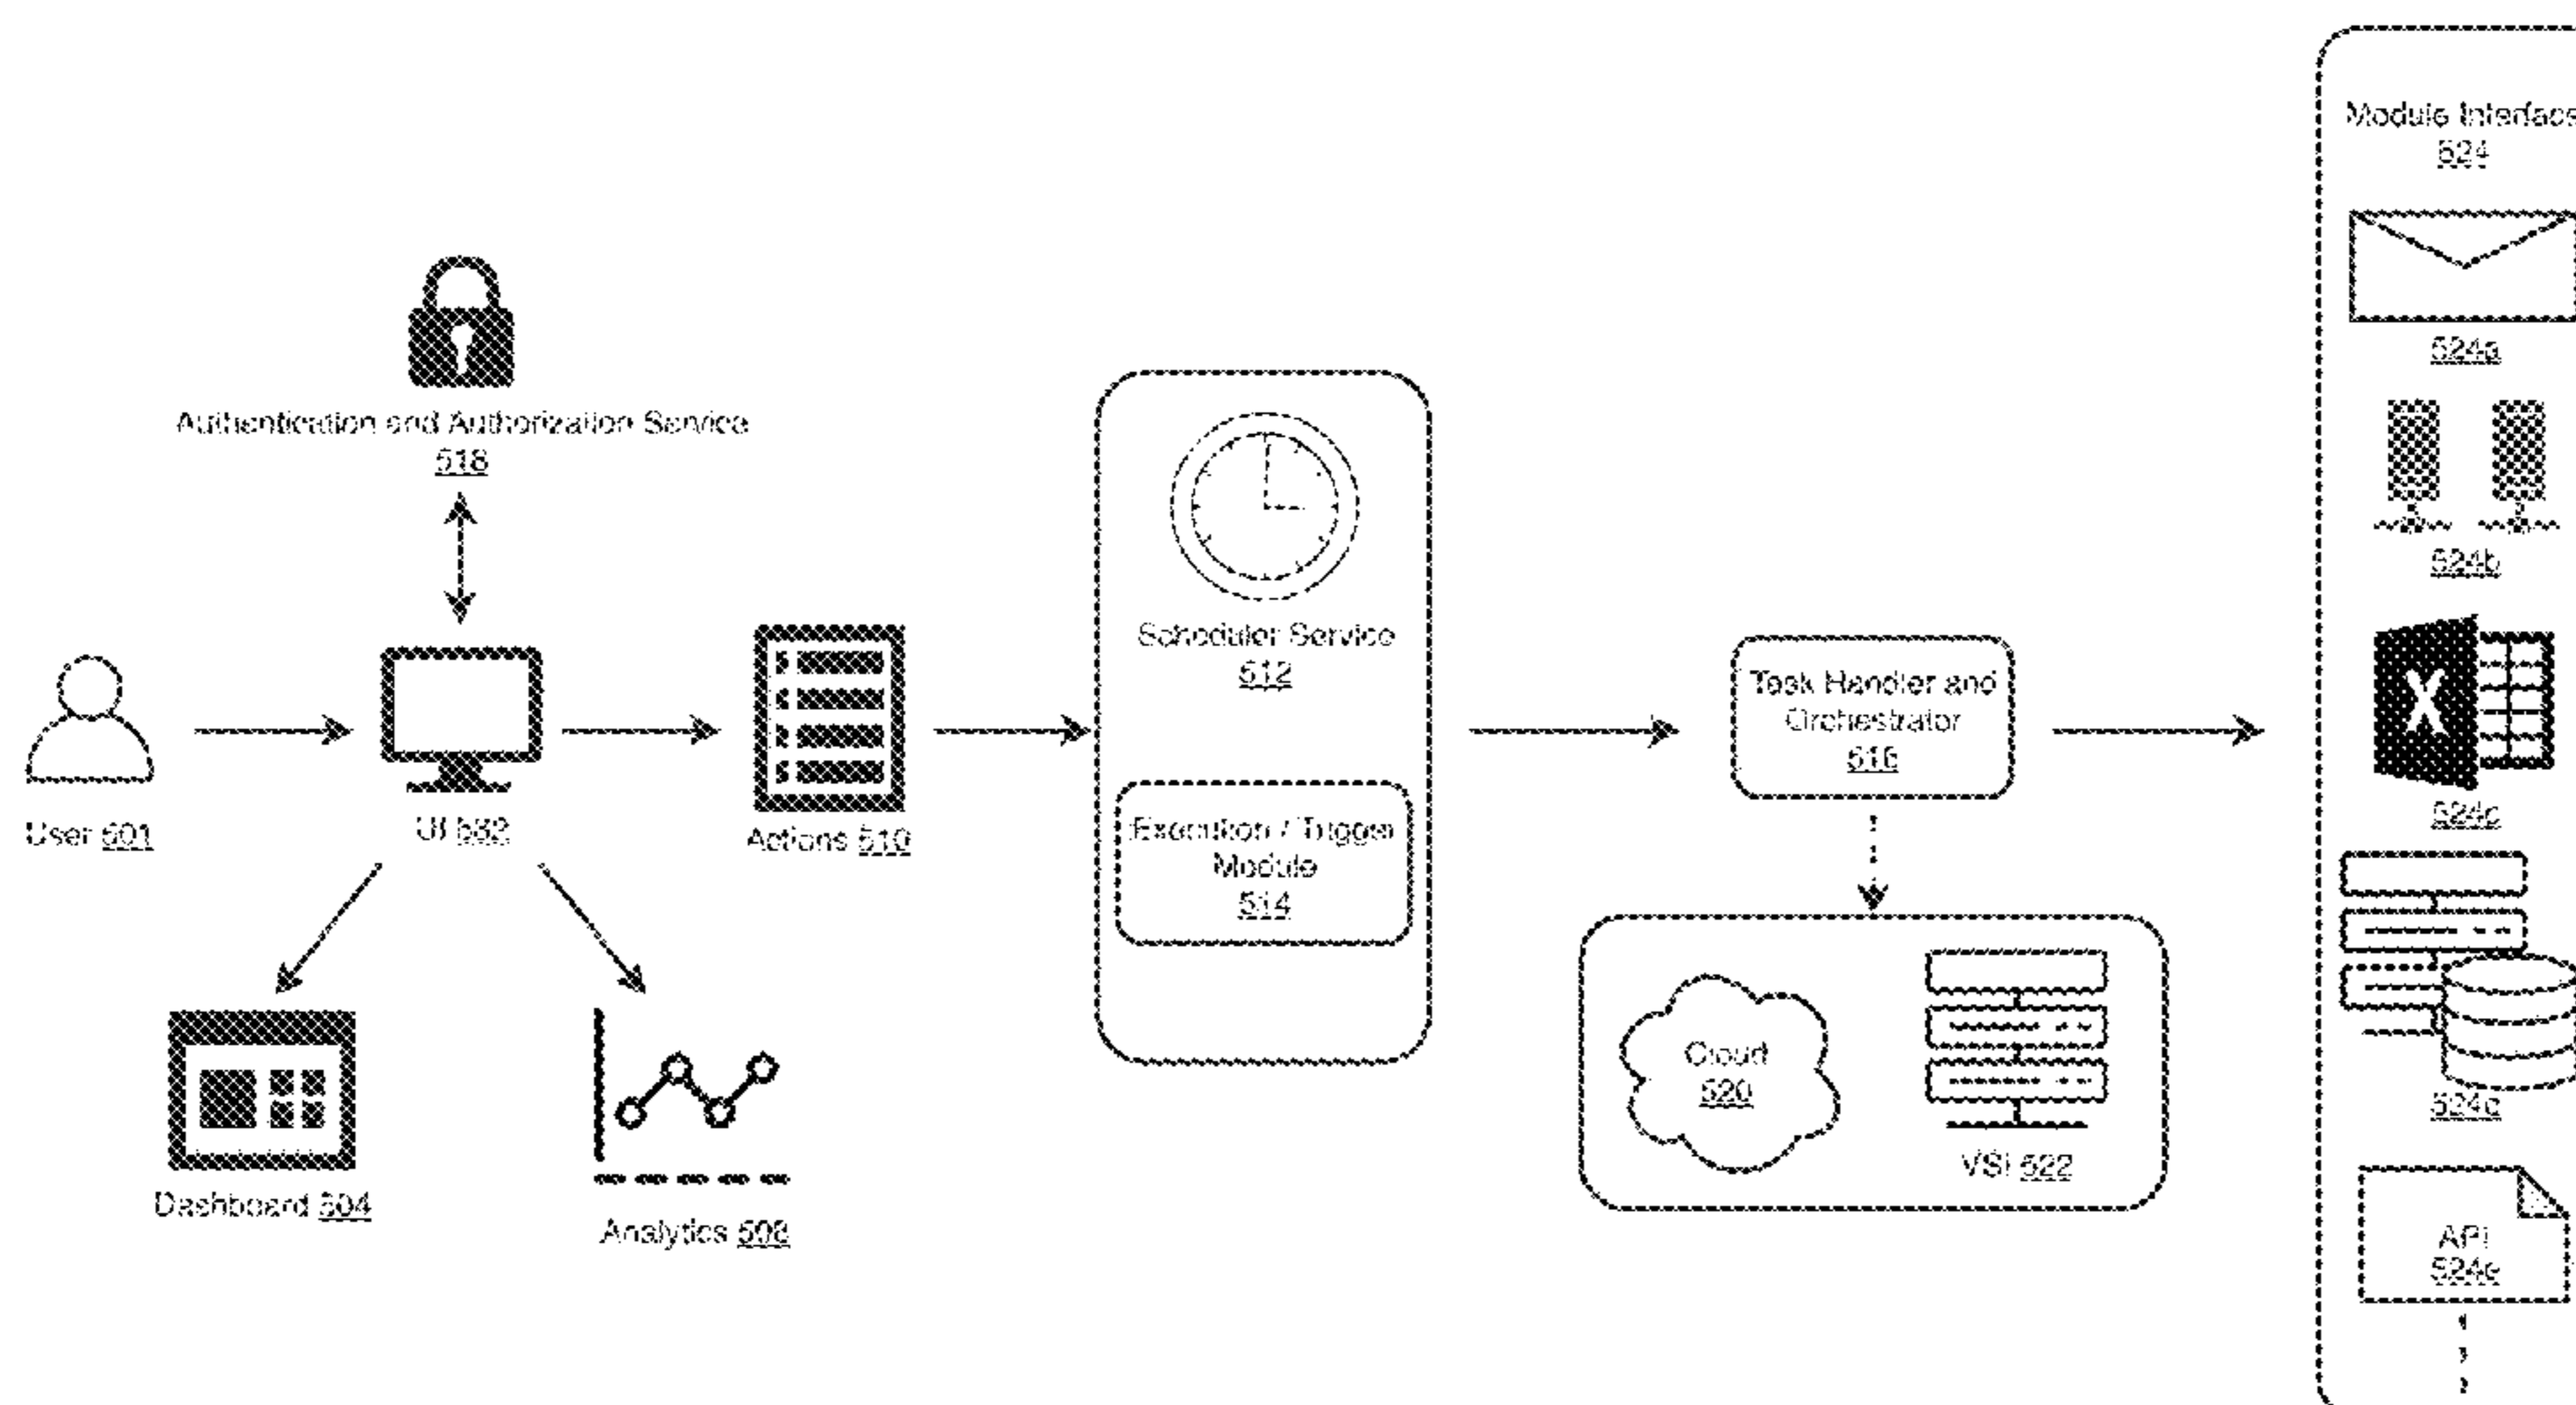 Module Interface
524
524a
Authentication and Authorization Service
518
524b
Scheduler Service
512
Task Handler and
Orchestrator
516
X
524c
User 501
UI
Actions 510
Execution / Trigger
Module
514
Cloud
520
VSI 522
Dashboard 504
Analytics 508
API
524e